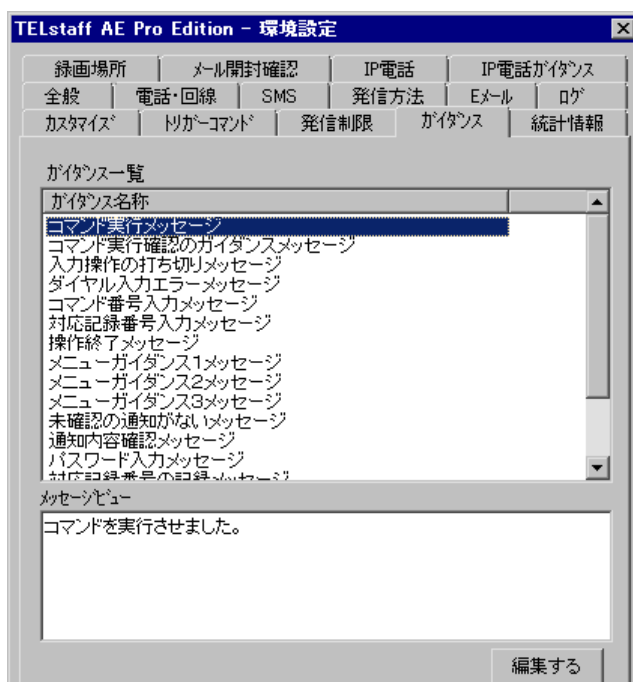 TELstaff AE Pro Edition - 環境設定
録画場所 ﾒｰﾙ開封確認 IP電話 IP電話ｶﾞｲﾀﾞﾝｽ
全般 電話・回線 SMS 発信方法 Eﾒｰﾙ ﾛｸﾞ
ｶｽﾀﾏｲｽﾞ ﾄﾘｶﾞｰｺﾏﾝﾄﾞ 発信制限 ｶﾞｲﾀﾞﾝｽ 統計情報
ｶﾞｲﾀﾞﾝｽ一覧
ｶﾞｲﾀﾞﾝｽ名称
コマンド実行メッセージ
コマンド実行確認のガイダンスメッセージ
入力操作の打ち切りメッセージ
ダイヤル入力エラーメッセージ
コマンド番号入力メッセージ
対応記録番号入力メッセージ
操作終了メッセージ
メニューガイダンス1メッセージ
メニューガイダンス2メッセージ
メニューガイダンス3メッセージ
未確認の通知がないメッセージ
通知内容確認メッセージ
パスワード入力メッセージ
対応記録番号の記録メッセージ
ﾒｯｾｰｼﾞﾋﾞｭｰ
コマンドを実行させました。
編集する